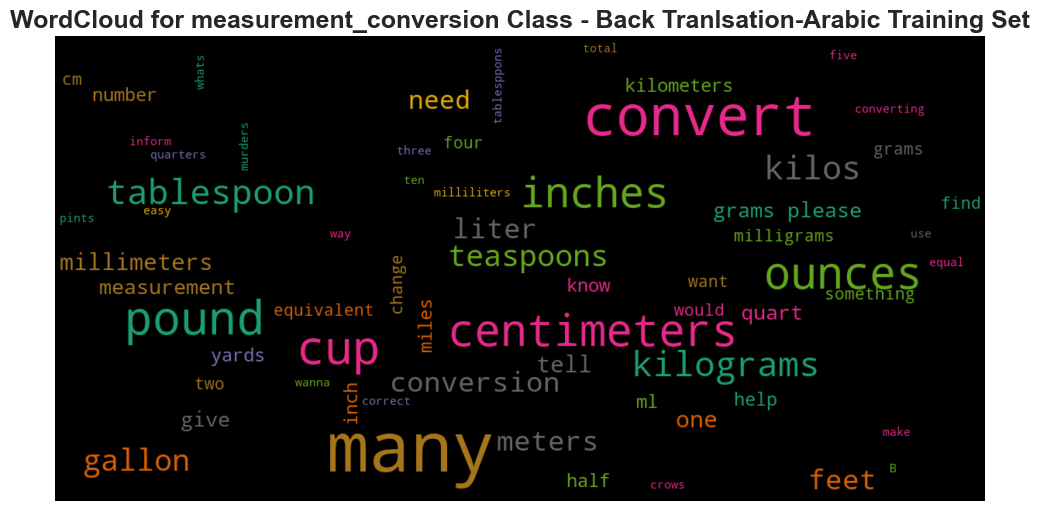 WordCloud for measurement_conversion Class - Back Tranlsation-Arabic Training Set
total
five
cm
whats
tablesppons
kilometers
number
need
convert
converting
inform
murders
four
quarters
three
grams
kilos
ten
milliliters
tablespoon
inches
easy
pints
grams please
find
way
liter
milligrams
use
millimeters
teaspoons
equal
ounces
measurement
change
know
want
something
pound
equivalent
miles
would
quart
centimeters
cup
yards
tell
kilograms
two
wanna
conversion
inch
correct
ml
help
give
one
many
meters
make
gallon
B
half
crows
feet